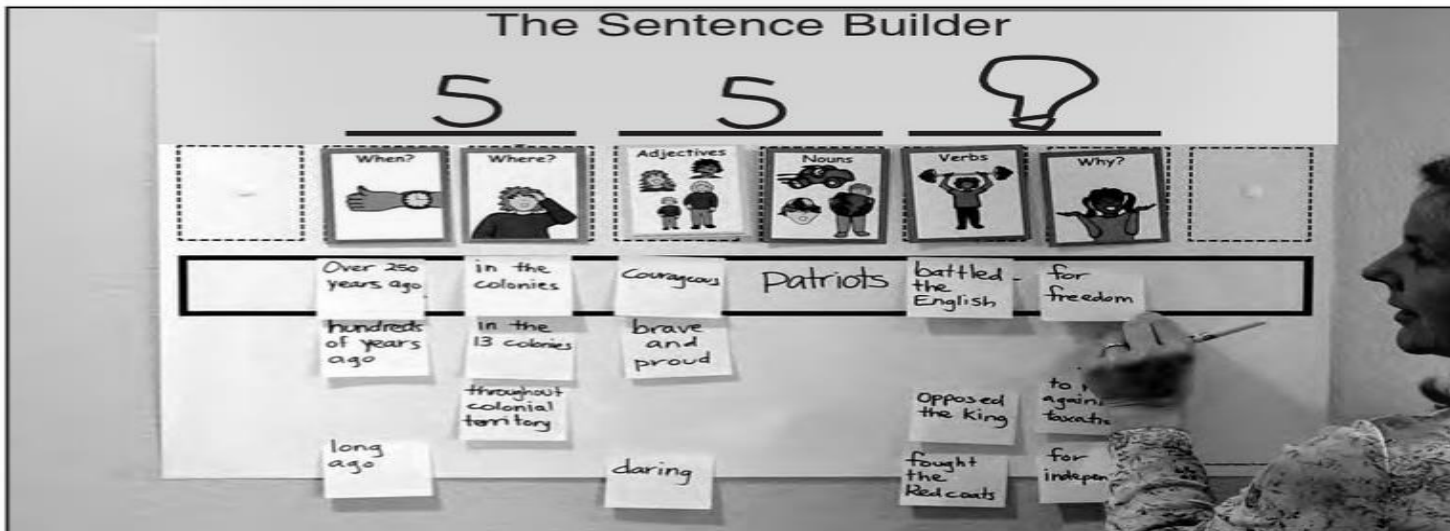 The Sentence Builder
5 5
When? Where? Adjectives Nouns Verbs Why?
Over 250
years ago.
in the
colonies
Courageous
Patriots
battled
the
English
for
freedom
hundreds
of years
ago
in the
13 colonies
brave
and
proud
throughout
colonial
territory
opposed
the king
to
long
ago
daring
fought
the
Redcoats
for